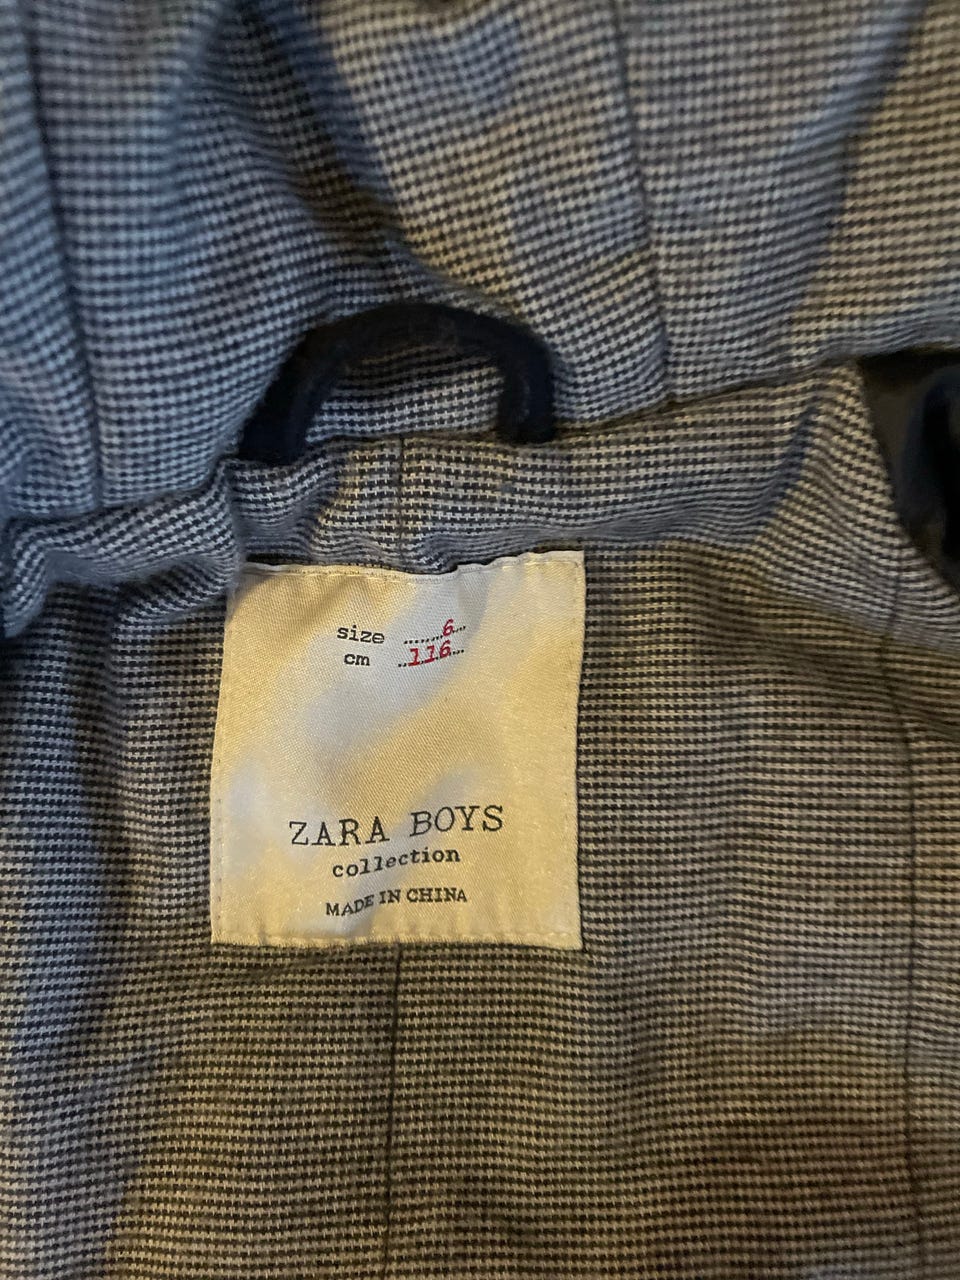 size ........6...
cm ...116...
ZARA BOYS
collection
MADE IN CHINA